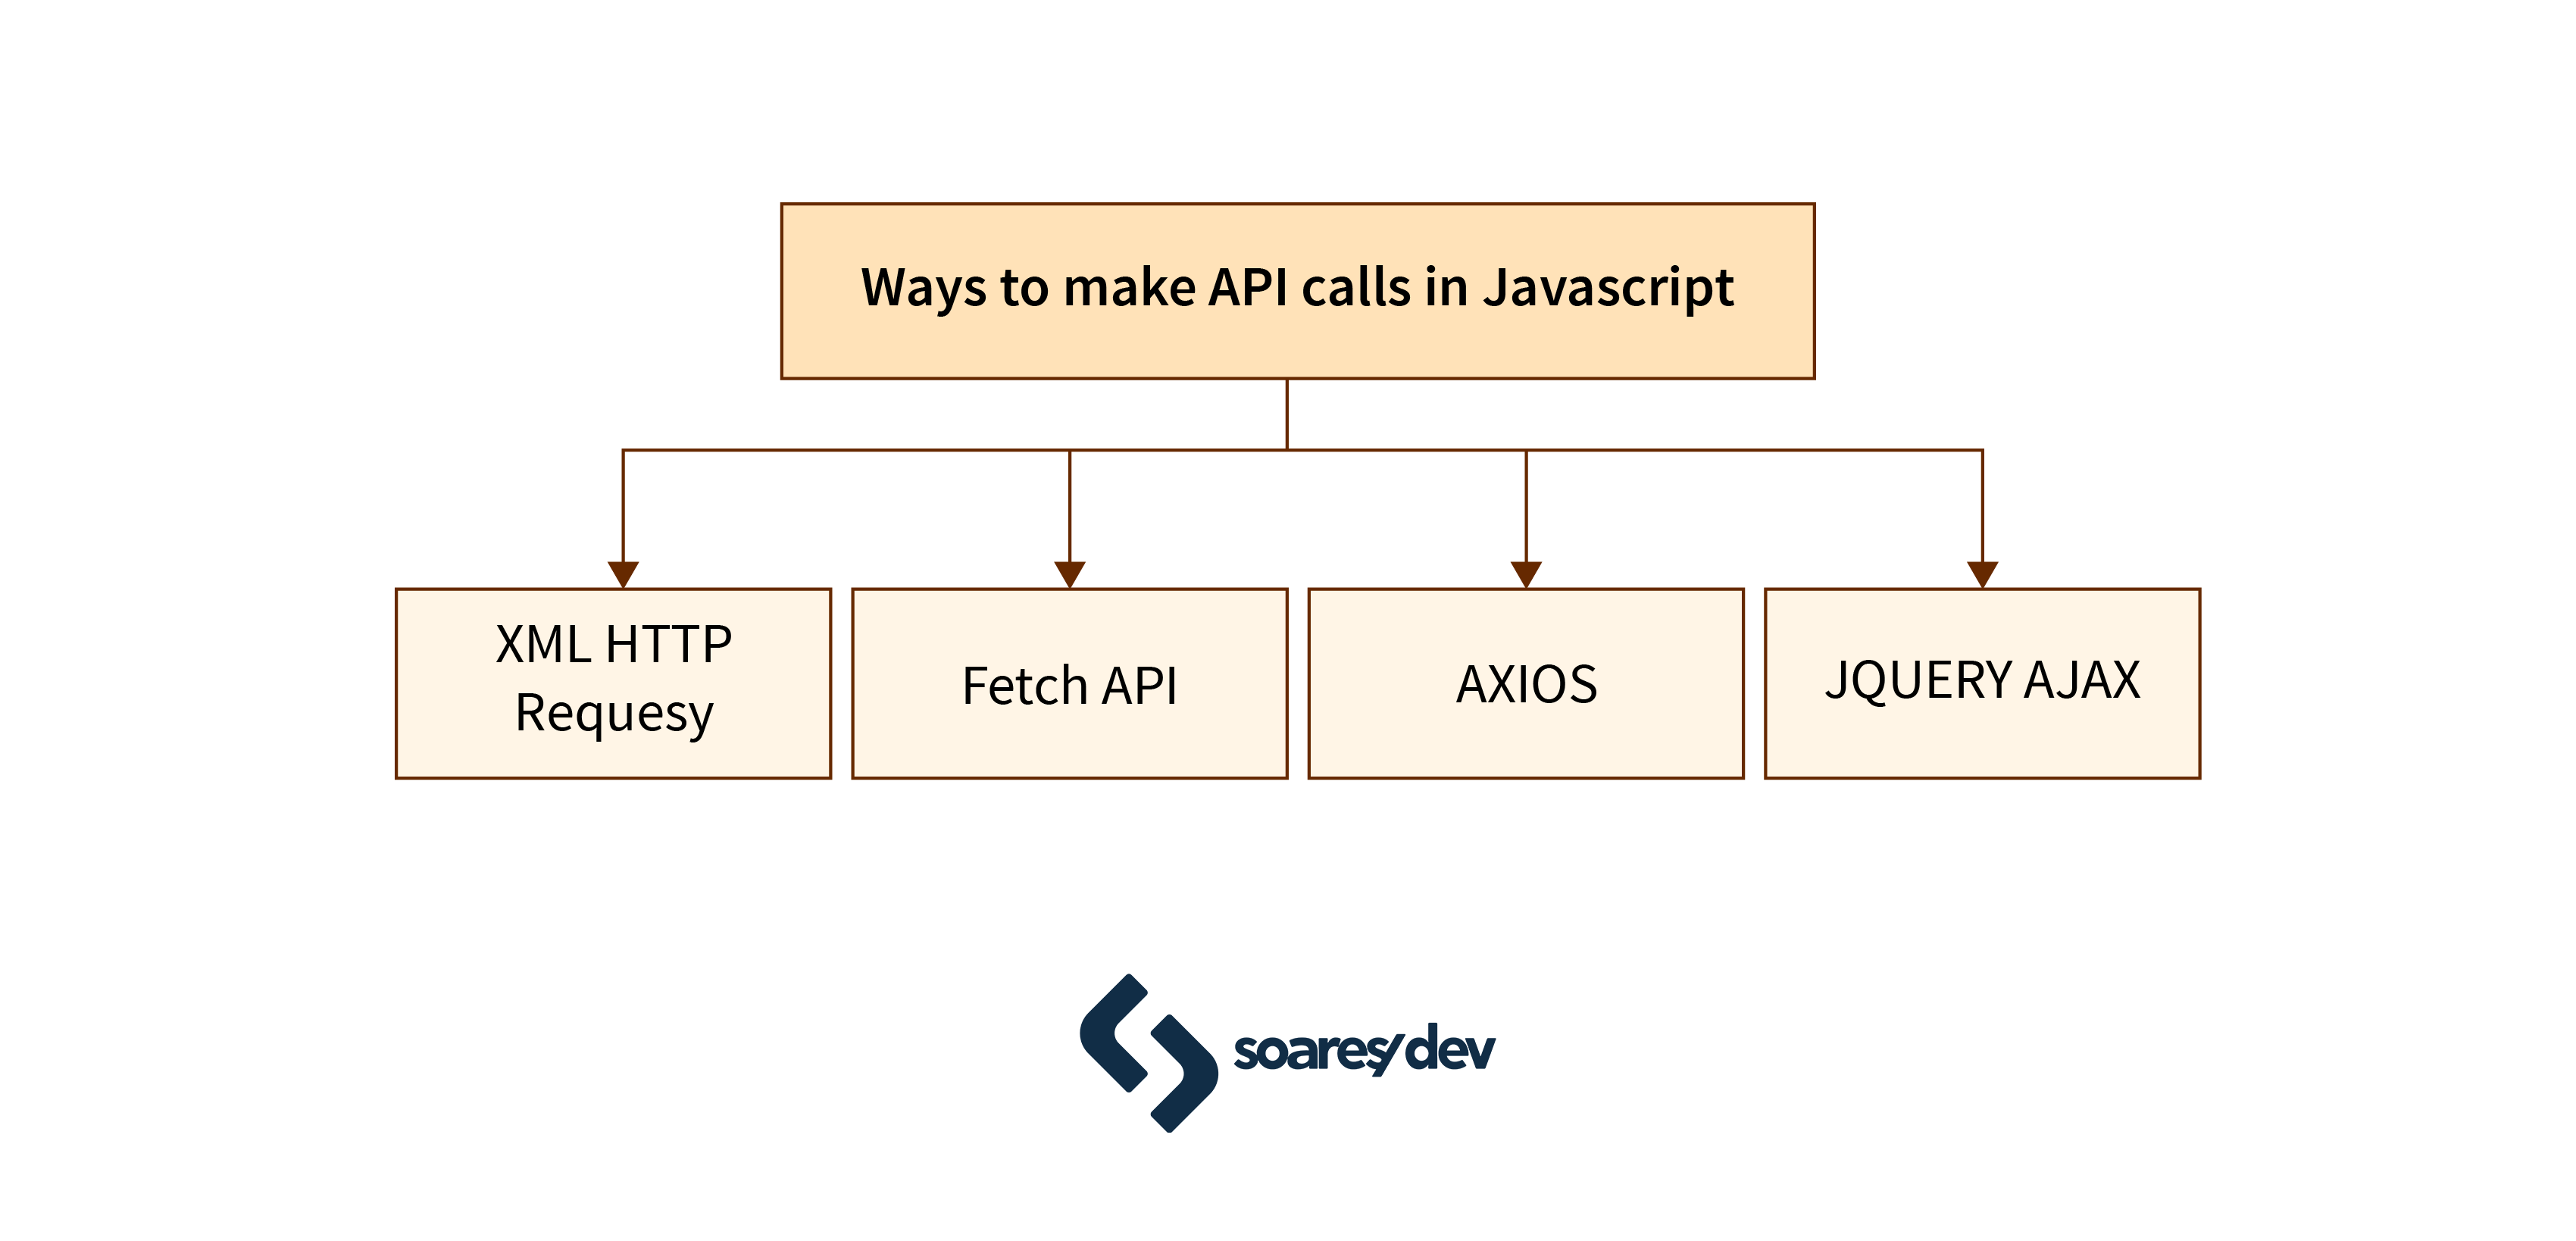 Ways to make API calls in Javascript
XML HTTP
Requesy
Fetch API
AXIOS
JQUERY AJAX
soares/dev